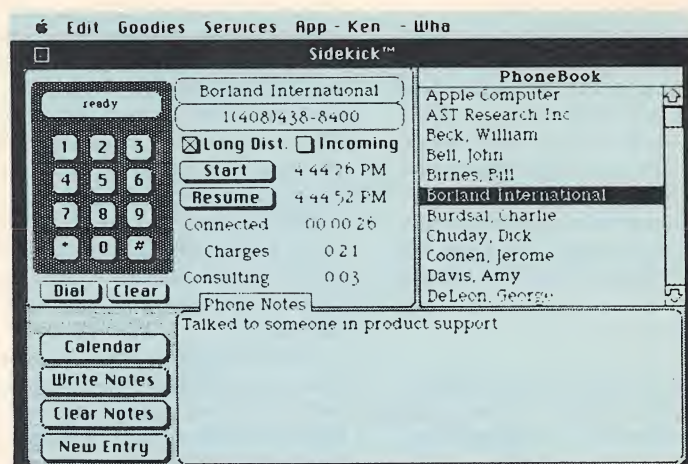 Edit Goodies Services App - Ken - Wha
Sidekick™
ready
1 2 3
4 5 6
7 8 9
* 0 #
Dial Clear
Borland International
1(408)438-8400
Long Dist. Incoming
Start 4:44:26 PM
Resume 4:44:52 PM
Connected 00:00:26
Charges 0.21
Consulting 0.03
PhoneBook
Apple Computer
AST Research Inc
Beck, William
Bell, John
Birnes, Bill
Borland International
Burdsal, Charlie
Chuday, Dick
Coonen, Jerome
Davis, Amy
DeLeon, George
Calendar
Write Notes
Clear Notes
New Entry
Phone Notes
Talked to someone in product support